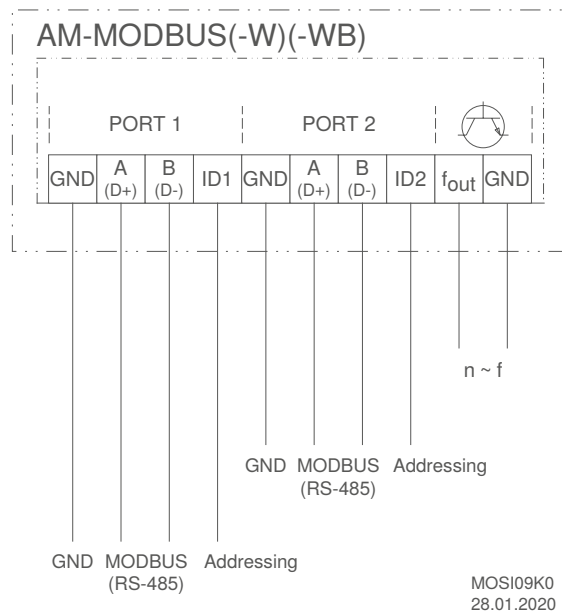 AM-MODBUS(-W)(-WB)
PORT 1 PORT 2
GND A (D+) B (D-) ID1 GND A (D+) B (D-) ID2 fout GND
n ~ f
GND MODBUS Addressing
(RS-485)
GND MODBUS Addressing
(RS-485)
MOSI09K0
28.01.2020